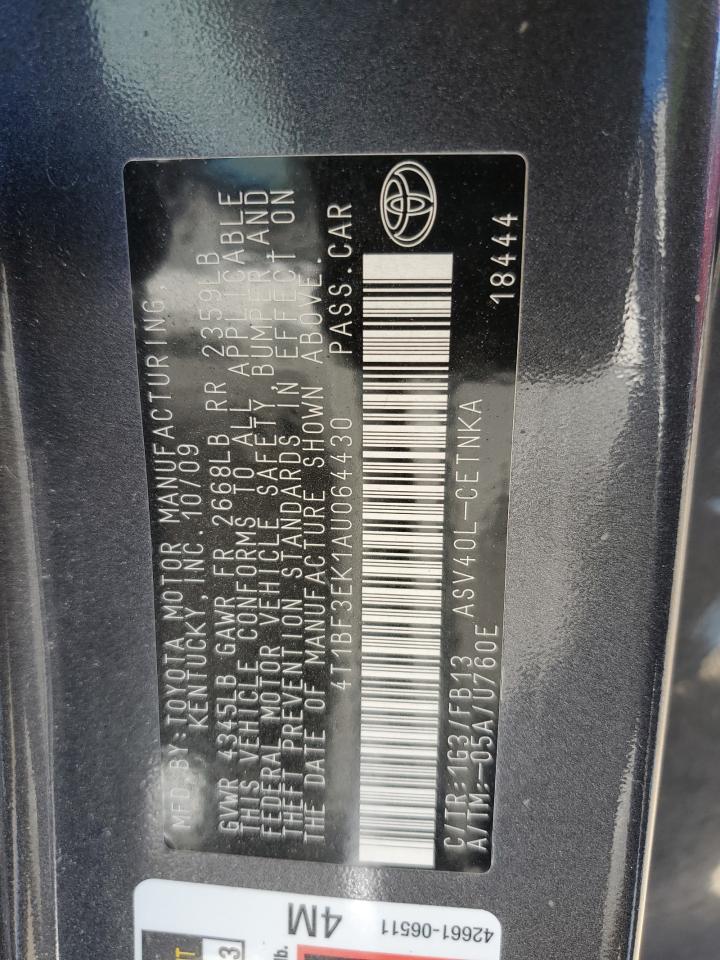 MFD. BY: TOYOTA MOTOR MANUFACTURING,
KENTUCKY, INC. 10/09
GVWR 4345LB GAWR FR 2668LB RR 2359LB
THIS VEHICLE CONFORMS TO ALL APPLICABLE
FEDERAL MOTOR VEHICLE SAFETY, BUMPER, AND
THEFT PREVENTION STANDARDS IN EFFECT ON
THE DATE OF MANUFACTURE SHOWN ABOVE.
4T1BF3EK1AU064430 PASS.CAR
C/TR:1G3/FB13 ASV40L-CETNKA
A/TM:-05A/U760E 18444
4M
42661-06511
3
lb.